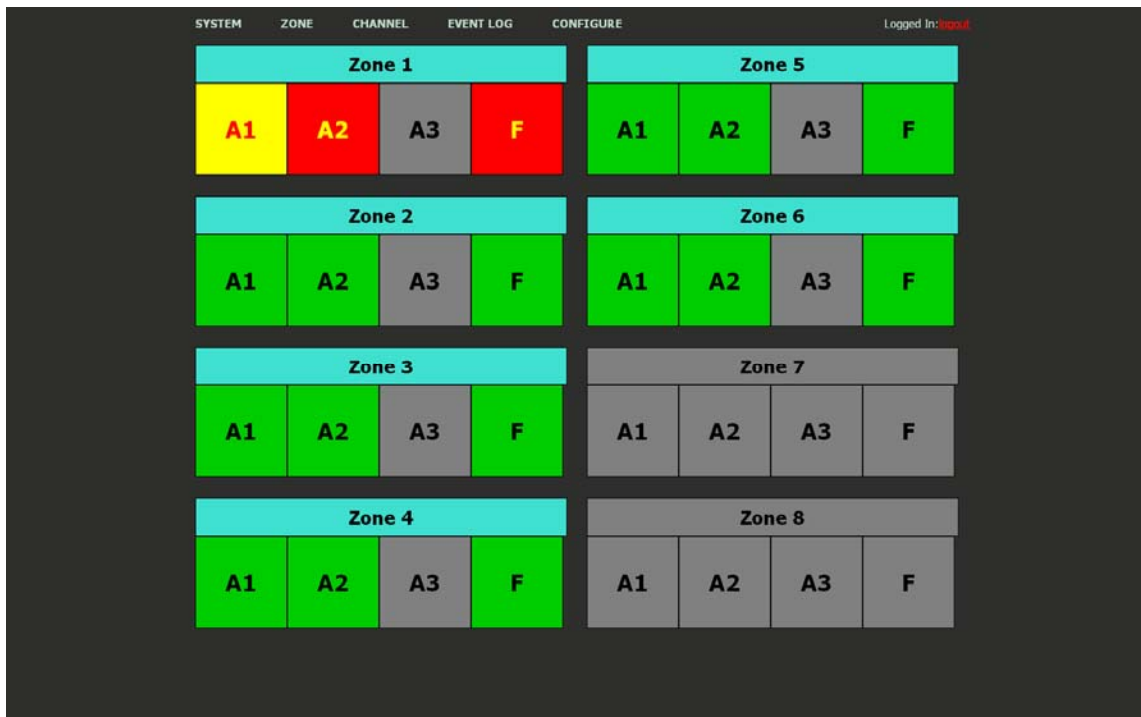 SYSTEM ZONE CHANNEL EVENT LOG CONFIGURE Logged In:logout
Zone 1 Zone 5
A1 A2 A3 F A1 A2 A3 F
Zone 2 Zone 6
A1 A2 A3 F A1 A2 A3 F
Zone 3 Zone 7
A1 A2 A3 F A1 A2 A3 F
Zone 4 Zone 8
A1 A2 A3 F A1 A2 A3 F